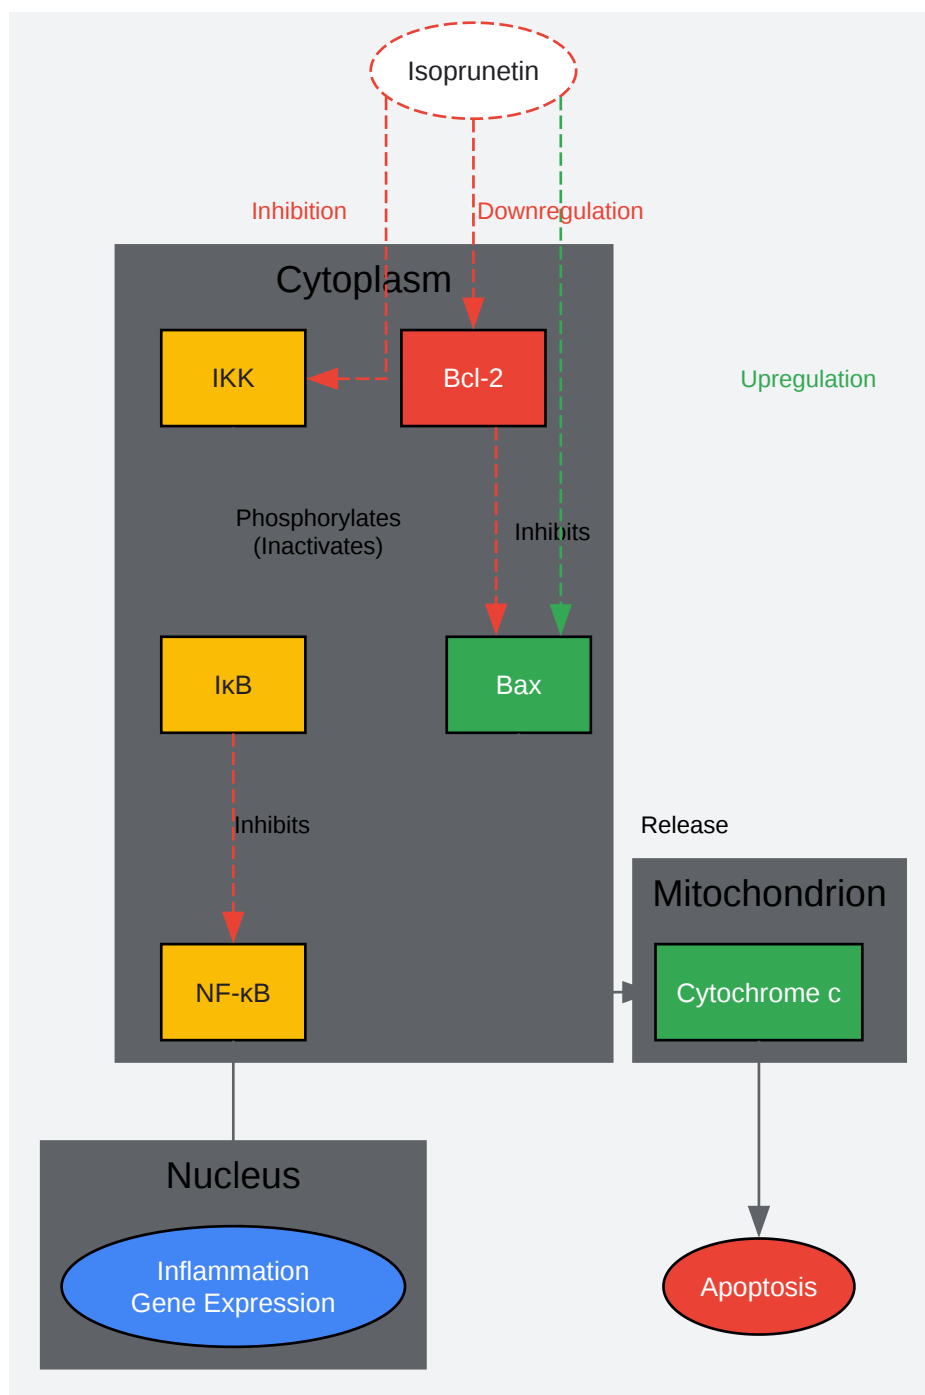 Isoprunetin
Inhibition
Downregulation
Cytoplasm
IKK
Bcl-2
Upregulation
Phosphorylates
(Inactivates)
Inhibits
IκB
Bax
Inhibits
Release
Mitochondrion
NF-κB
Cytochrome c
Nucleus
Inflammation
Gene Expression
Apoptosis